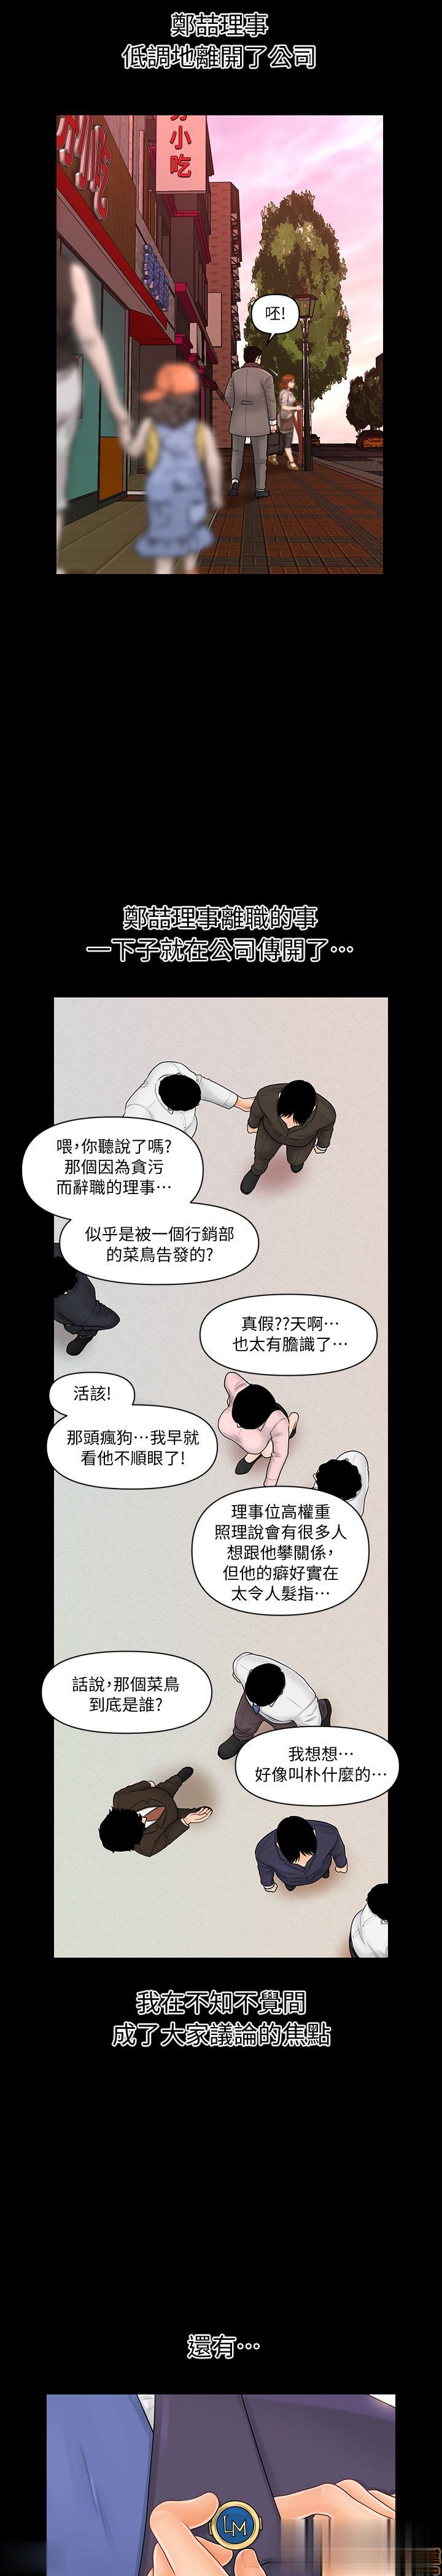 鄭喆理事
低調地離開了公司
小吃
呸!
鄭喆理事離職的事
一下子就在公司傳開了…
喂,你聽說了嗎?
那個因為貪污
而辭職的理事…
似乎是被一個行銷部
的菜鳥告發的?
真假??天啊…
也太有膽識了…
活該!
那頭瘋狗…我早就
看他不順眼了!
理事位高權重
照理說會有很多人
想跟他攀關係,
但他的癖好實在
太令人髮指…
話說,那個菜鳥
到底是誰?
我想想…
好像叫朴什麼的…
我在不知不覺間
成了大家議論的焦點
還有…
LM